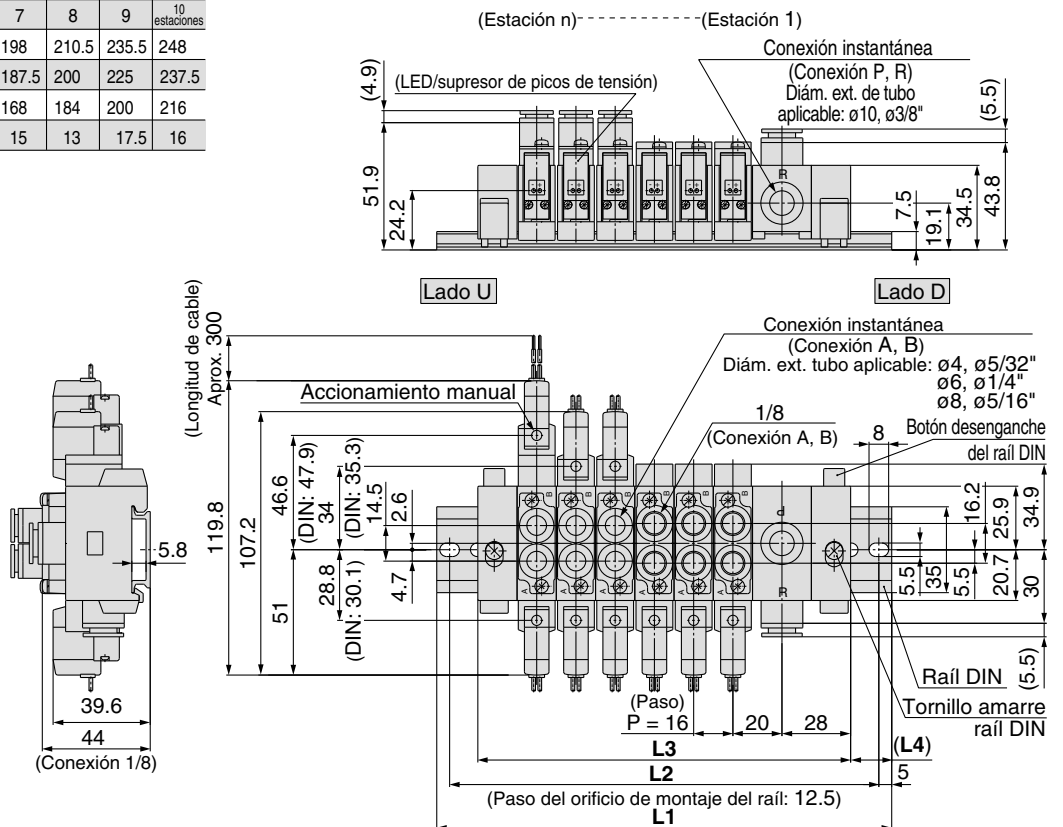 7 8 9 10 estaciones
198 210.5 235.5 248
187.5 200 225 237.5
168 184 200 216
15 13 17.5 16
(Estación n) (Estación 1)
Conexión instantánea
(Conexión P, R)
Diám. ext. de tubo
aplicable: ø10, ø3/8"
(LED/supresor de picos de tensión)
(4.9)
51.9
24.2
R
(5.5)
7.5
19.1
34.5
43.8
Lado U
Lado D
(Longitud de cable)
Aprox. 300
Conexión instantánea
(Conexión A, B)
Diám. ext. tubo aplicable: ø4, ø5/32"
ø6, ø1/4"
ø8, ø5/16"
Accionamiento manual
1/8
(Conexión A, B)
Botón desenganche
del raíl DIN
8
119.8
107.2
46.6
(DIN: 47.9)
34
(DIN: 35.3)
14.5
2.6
51
28.8
(DIN: 30.1)
4.7
B B B B B B
A A A A A A
P
R
16.2
25.9
34.9
5.5
35
5.5
20.7
30
(5.5)
5.8
39.6
44
(Conexión 1/8)
Raíl DIN
Tornillo amarre
raíl DIN
(Paso)
P = 16
20
28
L3
(L4)
L2
5
(Paso del orificio de montaje del raíl: 12.5)
L1